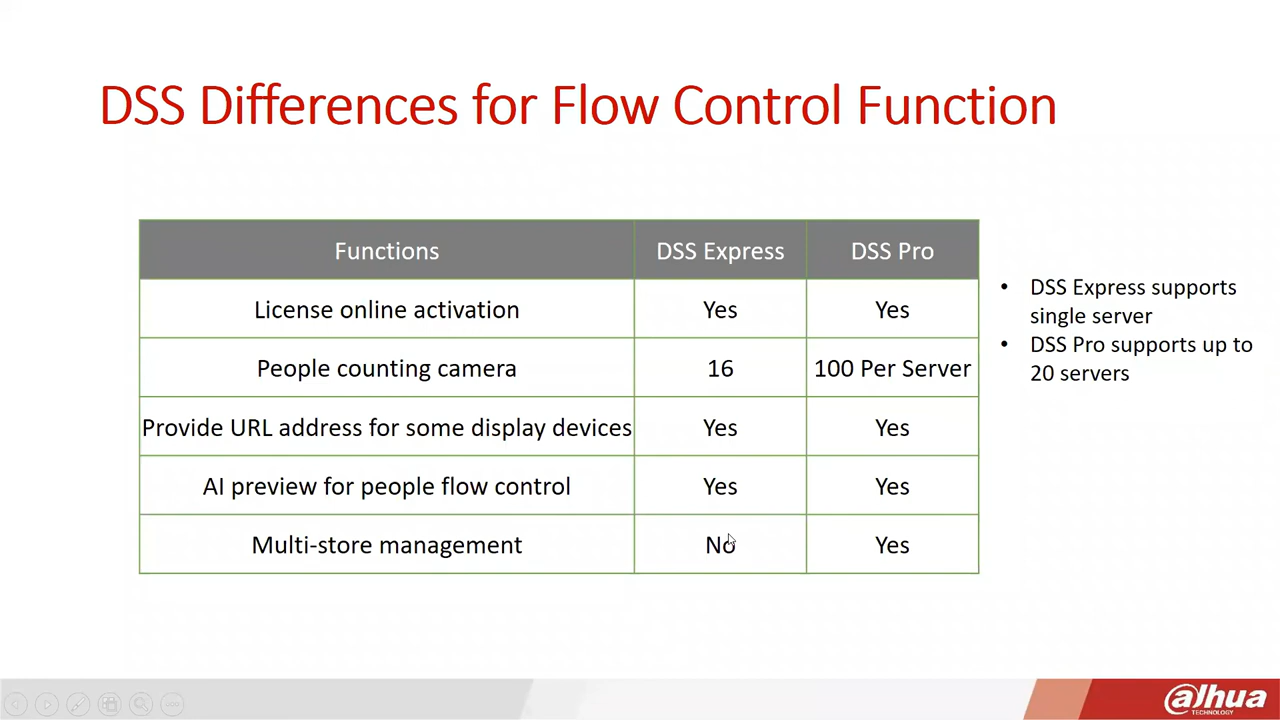 DSS Differences for Flow Control Function
Functions DSS Express DSS Pro
License online activation Yes Yes
People counting camera 16 100 Per Server
Provide URL address for some display devices Yes Yes
AI preview for people flow control Yes Yes
Multi-store management No Yes
• DSS Express supports
single server
• DSS Pro supports up to
20 servers
alhua
TECHNOLOGY